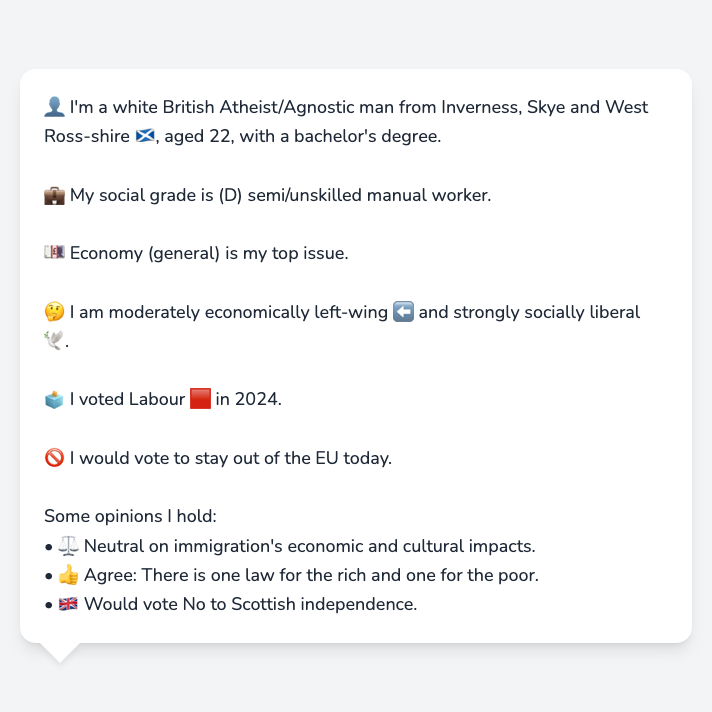 👤 I'm a white British Atheist/Agnostic man from Inverness, Skye and West
Ross-shire 🏴󠁧󠁢󠁳󠁣󠁴󠁿, aged 22, with a bachelor's degree.
💼 My social grade is (D) semi/unskilled manual worker.
💷 Economy (general) is my top issue.
🤔 I am moderately economically left-wing ⬅️ and strongly socially liberal
🕊️.
🗳️ I voted Labour 🟥 in 2024.
🚫 I would vote to stay out of the EU today.
Some opinions I hold:
• ⚖️ Neutral on immigration's economic and cultural impacts.
• 👍 Agree: There is one law for the rich and one for the poor.
• 🇬🇧 Would vote No to Scottish independence.